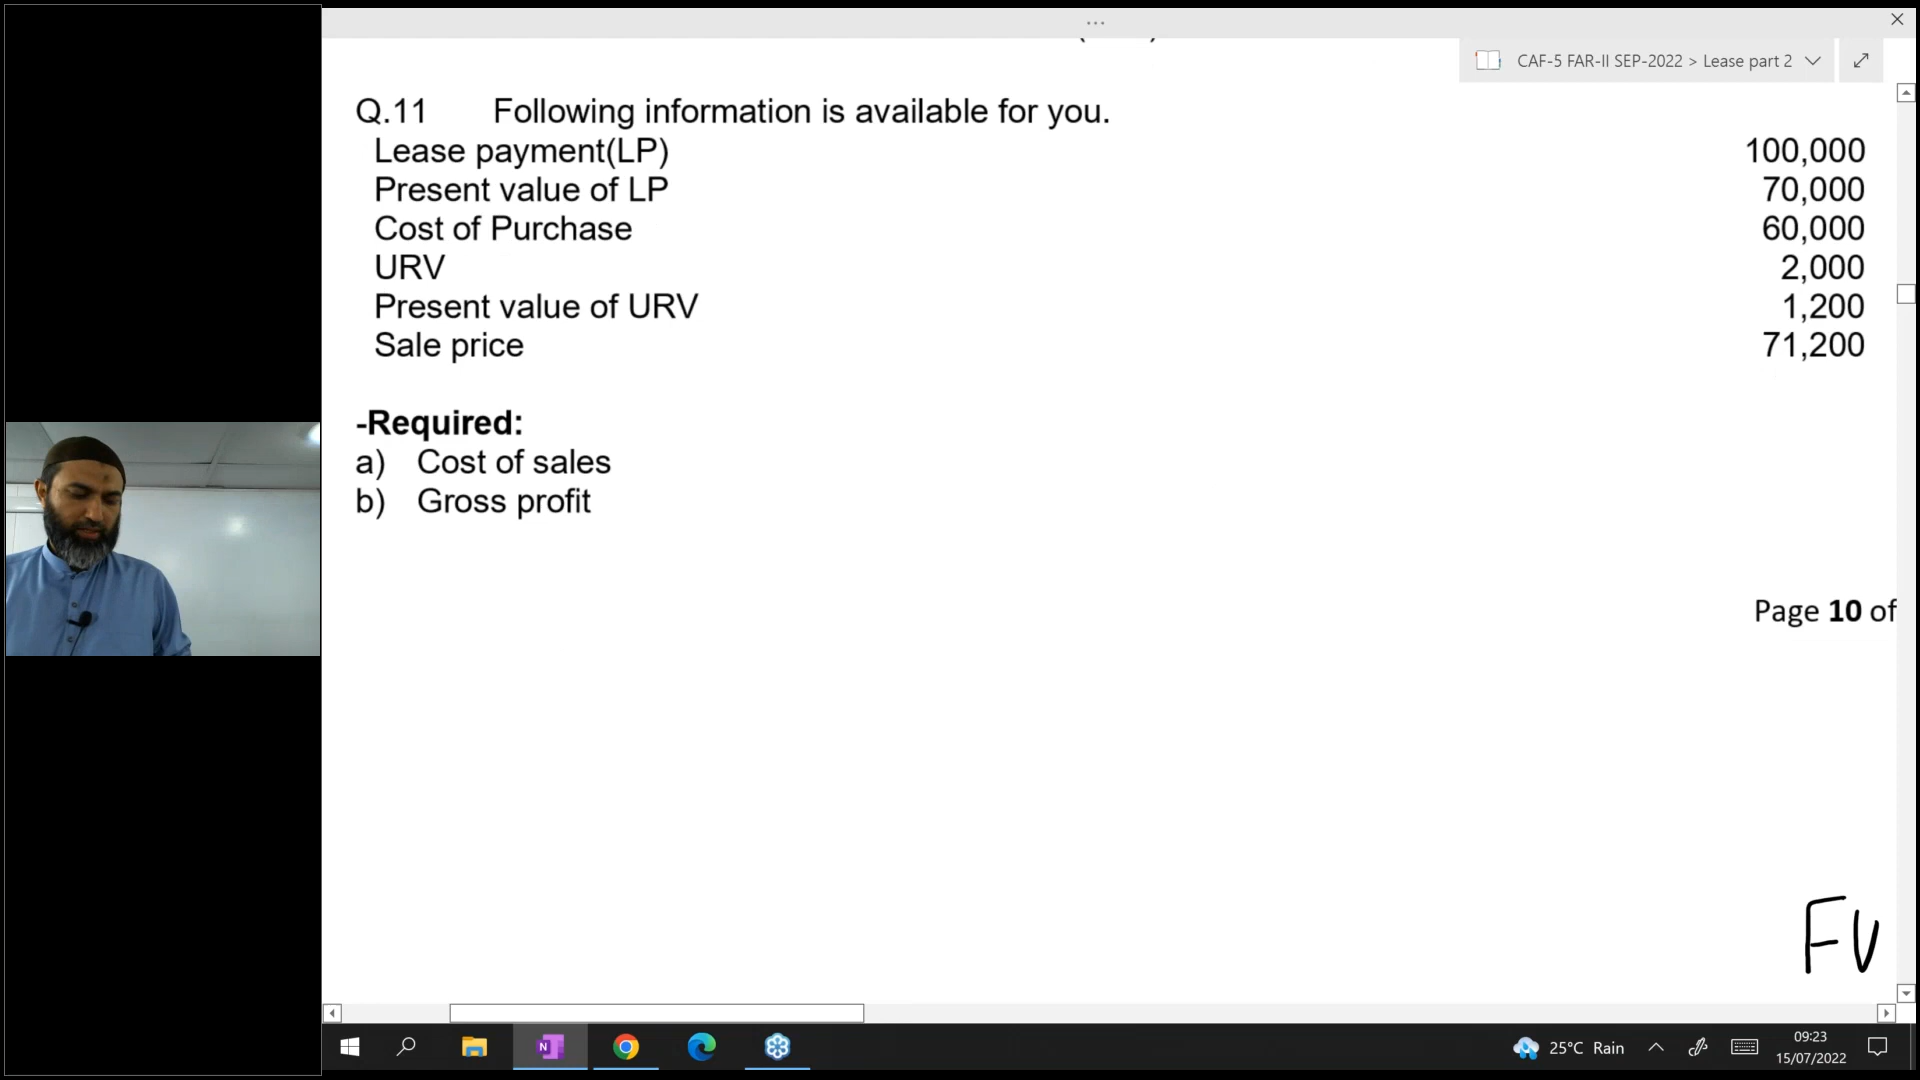 CAF-5 FAR-II SEP-2022 > Lease part 2
Q.11 Following information is available for you.
Lease payment(LP) 100,000
Present value of LP 70,000
Cost of Purchase 60,000
URV 2,000
Present value of URV 1,200
Sale price 71,200
-Required:
a) Cost of sales
b) Gross profit
Page 10 of
FV
25°C Rain
09:23
15/07/2022